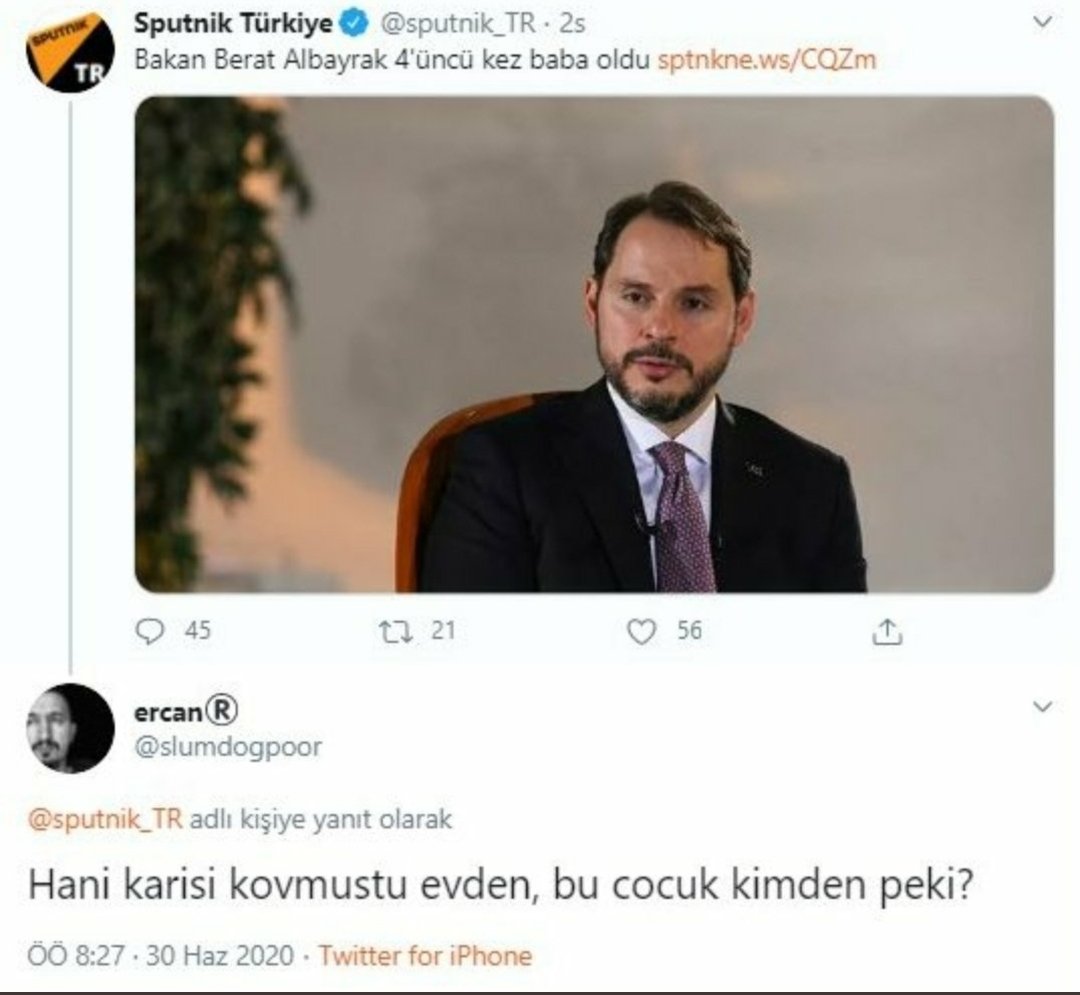 SPUTNIK
TR
Sputnik Türkiye @sputnik_TR · 2s
Bakan Berat Albayrak 4'üncü kez baba oldu sptnkne.ws/CQZm
45 21 56
ercan®
@slumdogpoor
@sputnik_TR adlı kişiye yanıt olarak
Hani karisi kovmustu evden, bu cocuk kimden peki?
ÖÖ 8:27 · 30 Haz 2020 · Twitter for iPhone